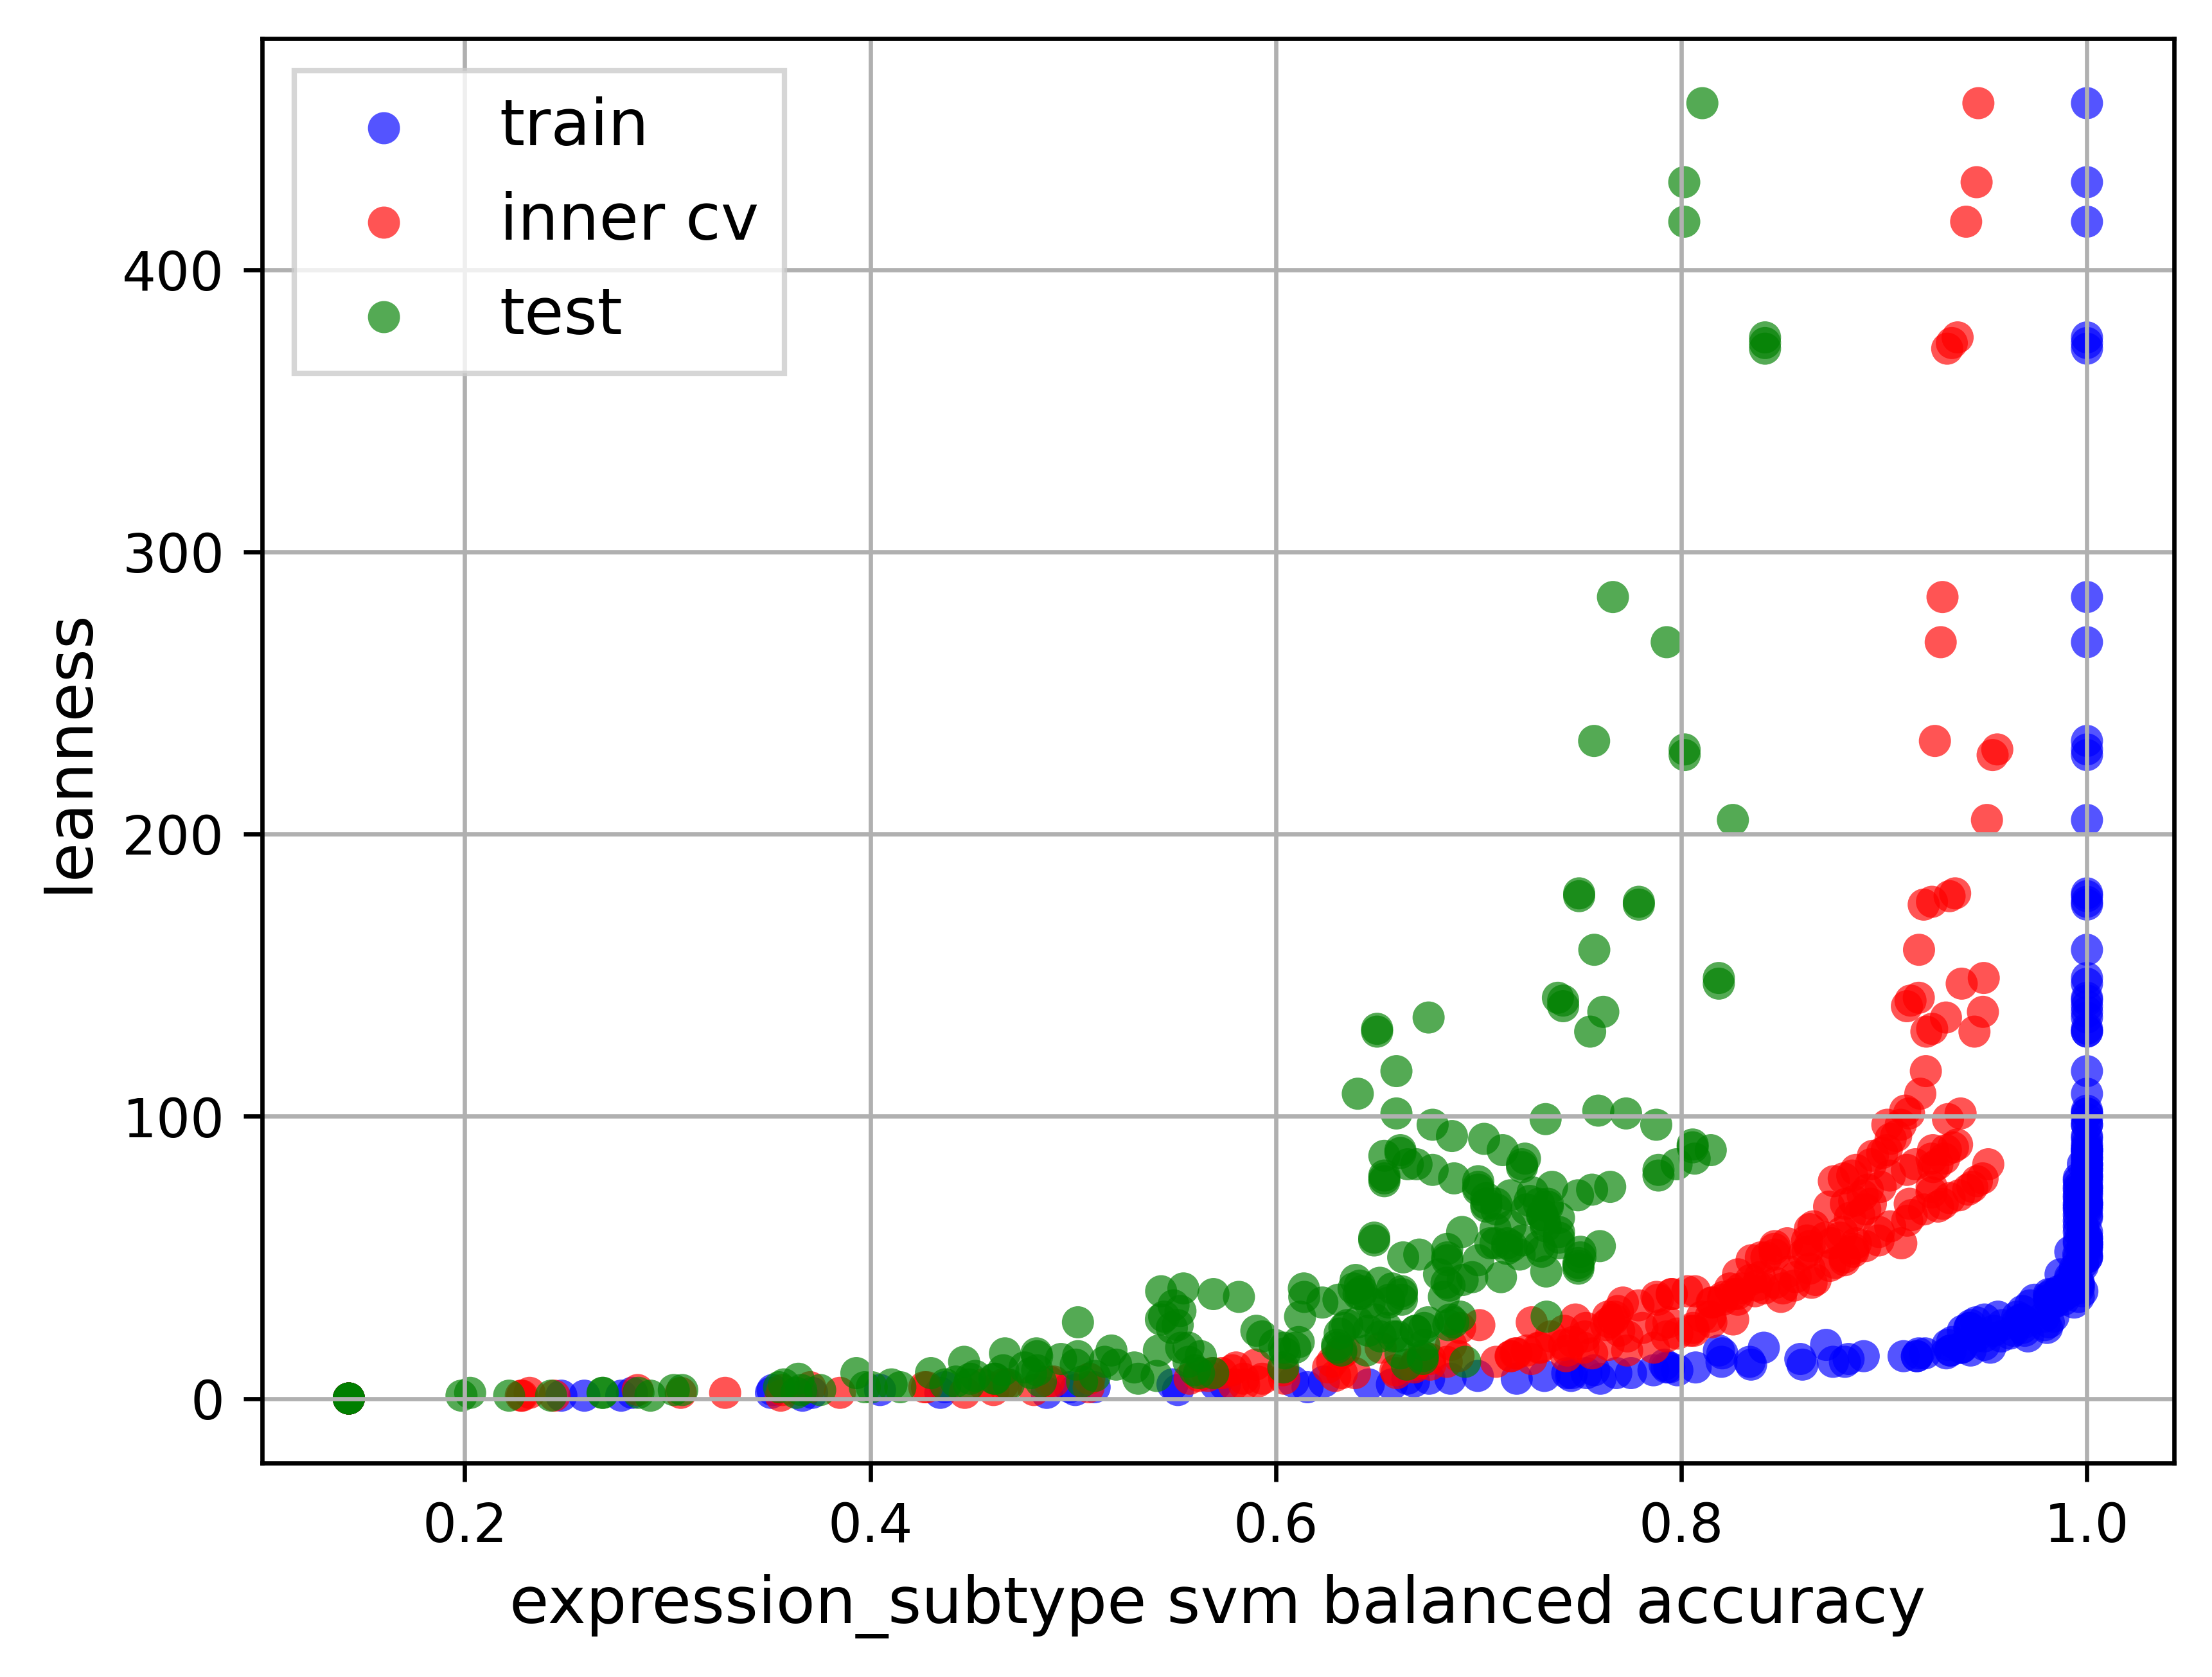 train
inner cv
test
400
300
200
100
0
leanness
0.2 0.4 0.6 0.8 1.0
expression_subtype svm balanced accuracy